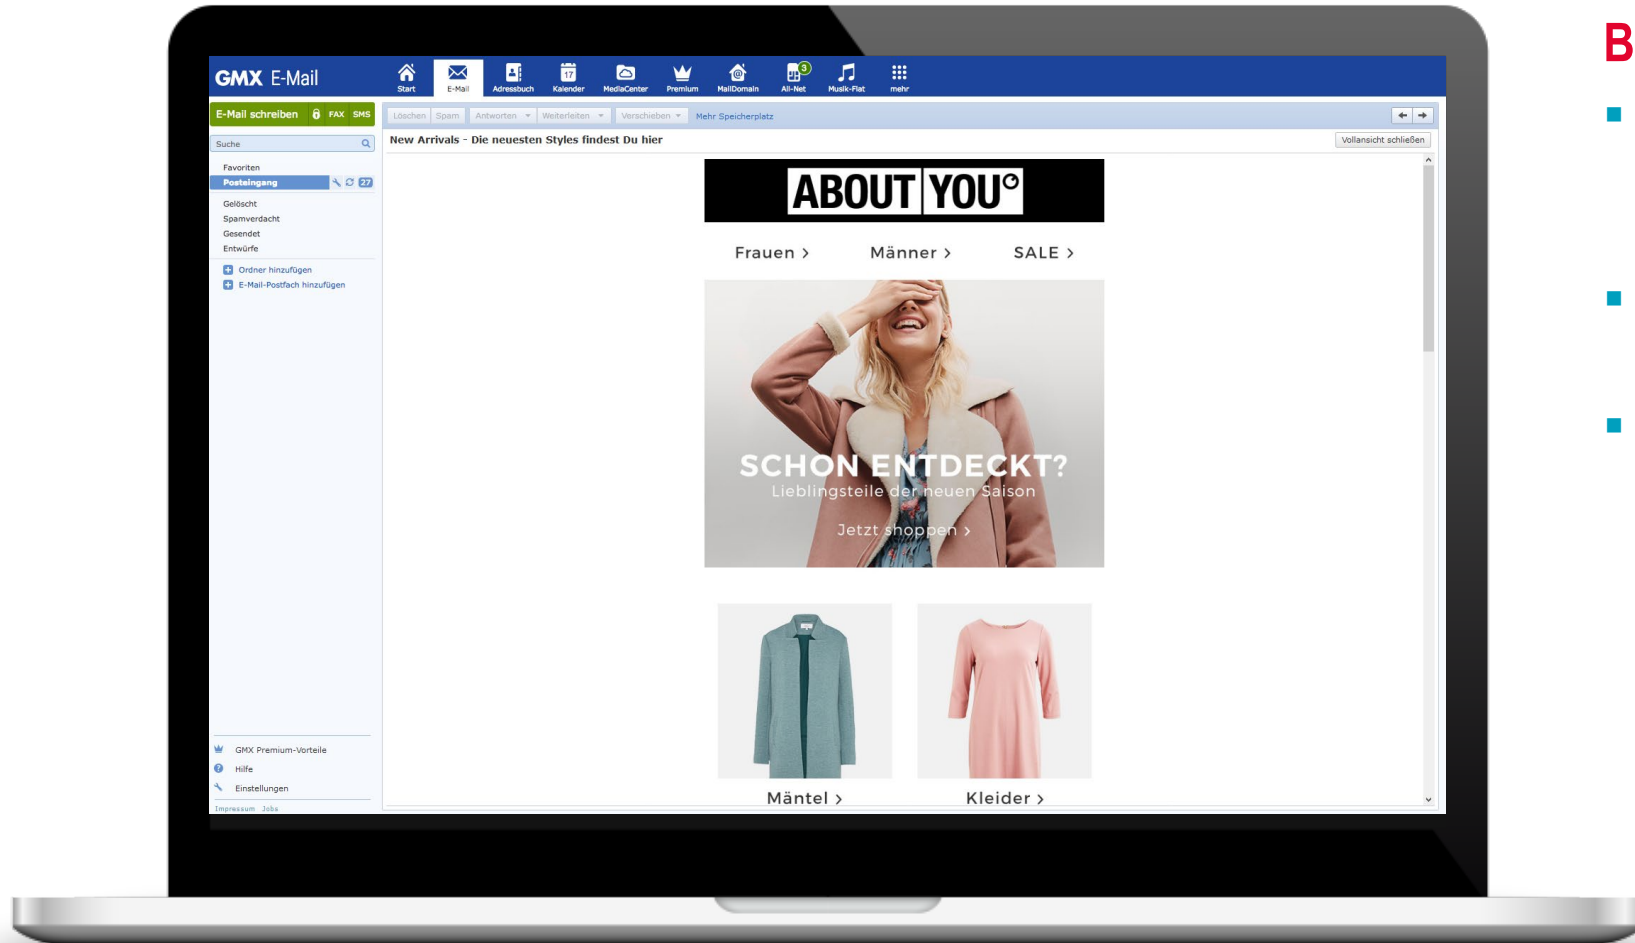 B
GMX E-Mail
Start E-Mail Adressbuch 17 Kalender MediaCenter Premium @ MailDomain 3 All-Net Musik-Flat mehr
E-Mail schreiben FAX SMS
Löschen Spam Antworten Weiterleiten Verschieben Mehr Speicherplatz
Suche
New Arrivals - Die neuesten Styles findest Du hier
Vollansicht schließen
Favoriten
Posteingang 27
Gelöscht
Spamverdacht
Gesendet
Entwürfe
Ordner hinzufügen
E-Mail-Postfach hinzufügen
GMX Premium-Vorteile
Hilfe
Einstellungen
Impressum Jobs
ABOUT YOU°
Frauen > Männer > SALE >
SCHON ENTDECKT?
Lieblingsteile der neuen Saison
Jetzt shoppen >
Mäntel > Kleider >